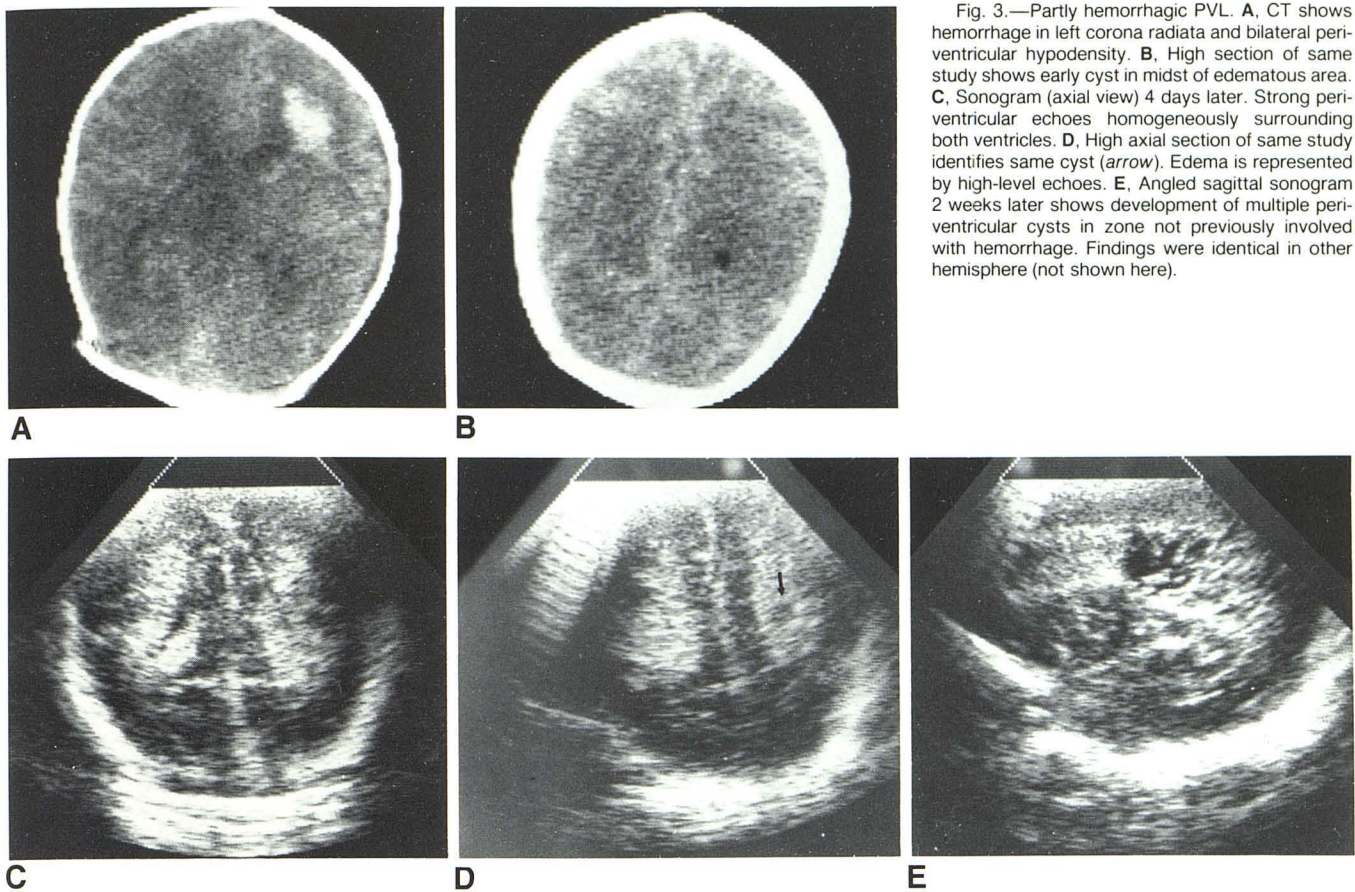 Fig. 3.—Partly hemorrhagic PVL. A, CT shows
hemorrhage in left corona radiata and bilateral peri-
ventricular hypodensity. B, High section of same
study shows early cyst in midst of edematous area.
C, Sonogram (axial view) 4 days later. Strong peri-
ventricular echoes homogeneously surrounding
both ventricles. D, High axial section of same study
identifies same cyst (arrow). Edema is represented
by high-level echoes. E, Angled sagittal sonogram
2 weeks later shows development of multiple peri-
ventricular cysts in zone not previously involved
with hemorrhage. Findings were identical in other
hemisphere (not shown here).
A
B
C
D
E